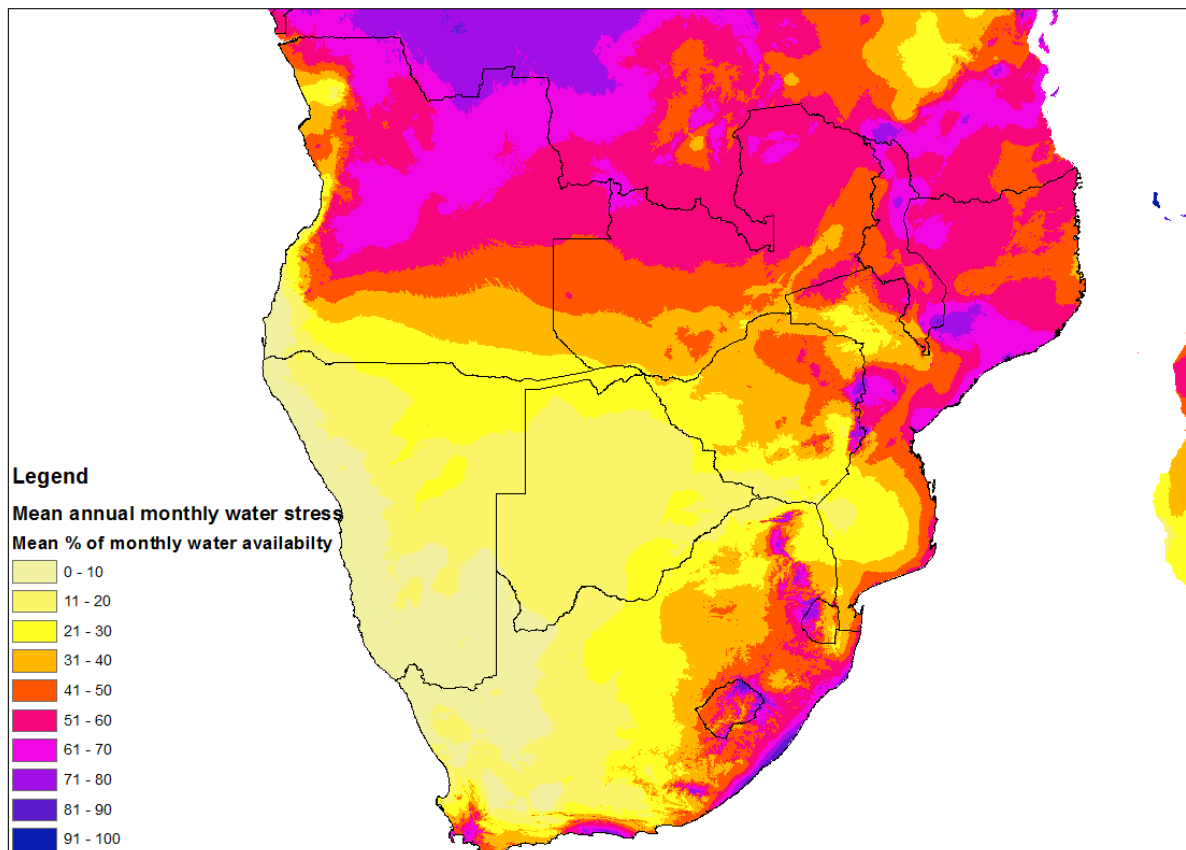 Legend
Mean annual monthly water stress
Mean % of monthly water availabilty
0 - 10
11 - 20
21 - 30
31 - 40
41 - 50
51 - 60
61 - 70
71 - 80
81 - 90
91 - 100